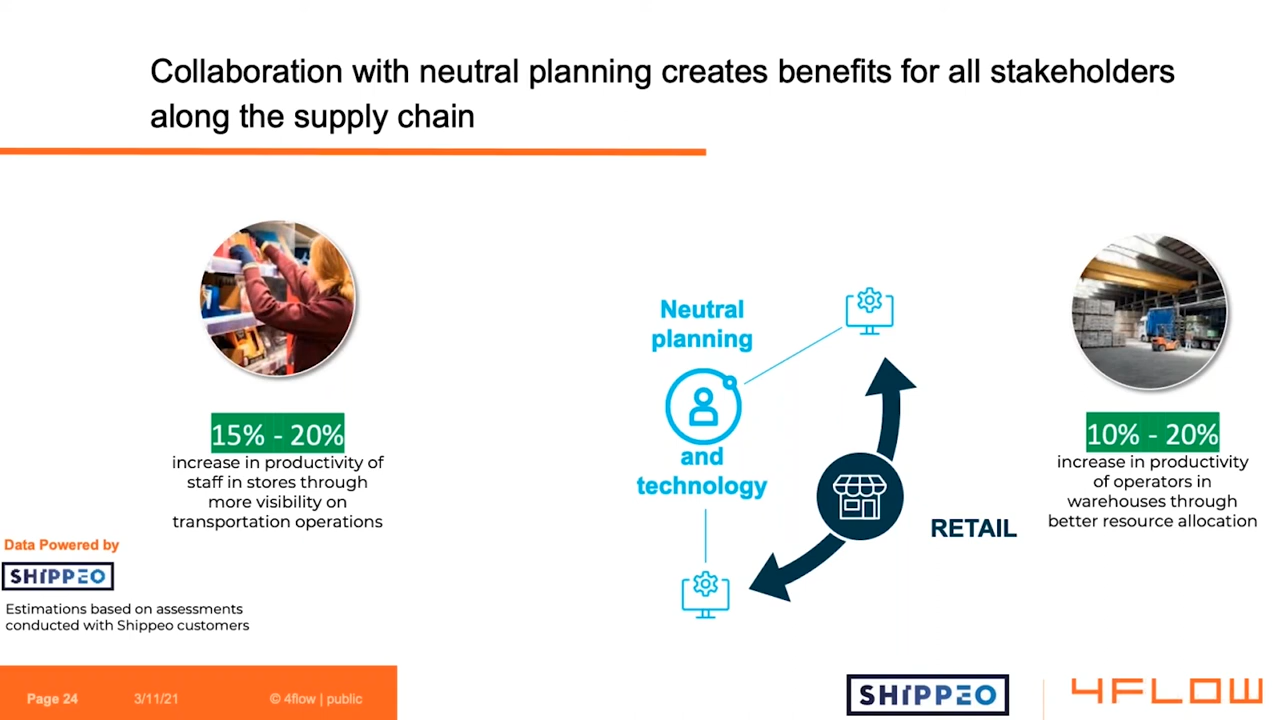 Collaboration with neutral planning creates benefits for all stakeholders
along the supply chain
15% - 20%
increase in productivity of
staff in stores through
more visibility on
transportation operations
Neutral
planning
and
technology
RETAIL
10% - 20%
increase in productivity
of operators in
warehouses through
better resource allocation
Data Powered by
SHIPPEO
Estimations based on assessments
conducted with Shippeo customers
Page 24
3/11/21
© 4flow | public
SHIPPEO
4FLOW